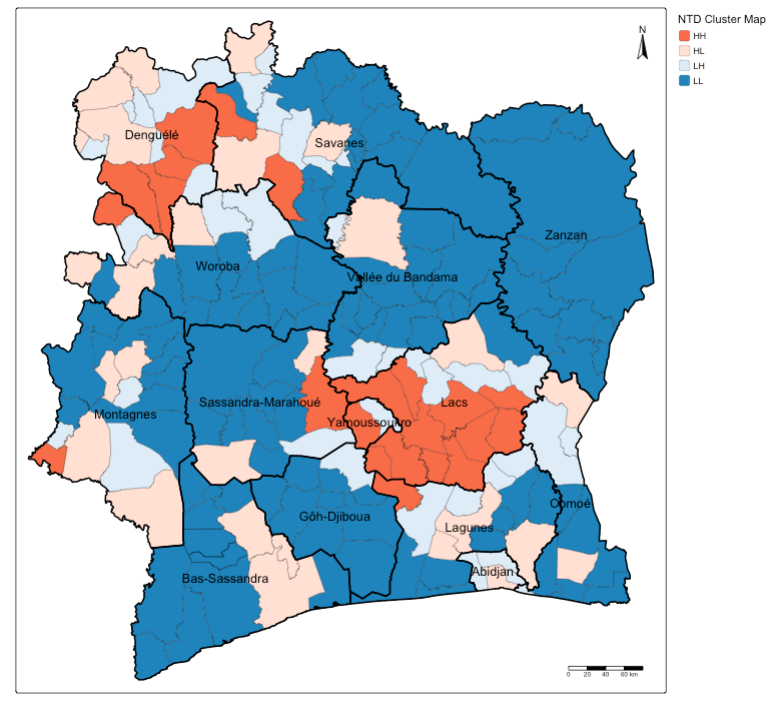 NTD Cluster Map
HH
HL
LH
LL
N
Denguélé
Savanes
Zanzah
Woroba
Vallée du Bandama
Sassandra-Marahoué
Lacs
Montagnes
Yamoussoukro
Gôh-Djiboua
Comoé
Lagunes
Abidjan
Bas-Sassandra
0 20 40 60 km